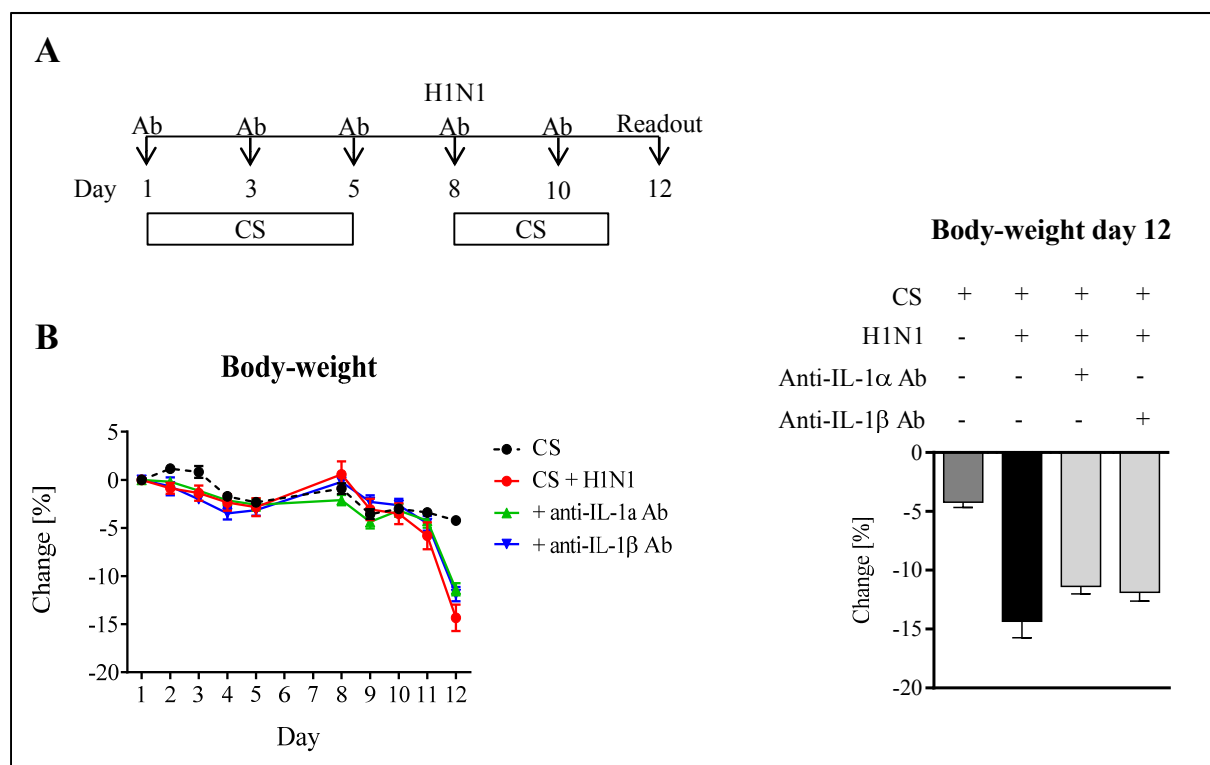 A
H1N1
Ab Ab Ab Ab Ab Readout
Day 1 3 5 8 10 12
CS CS
Body-weight day 12
CS + + + +
H1N1 - + + +
Anti-IL-1α Ab - - + -
Anti-IL-1β Ab - - - +
B
Body-weight
CS
CS + H1N1
+ anti-IL-1a Ab
+ anti-IL-1β Ab
Change [%]
5
0
-5
-10
-15
-20
1 2 3 4 5 6 7 8 9 10 11 12
Day
Change [%]
0
-5
-10
-15
-20